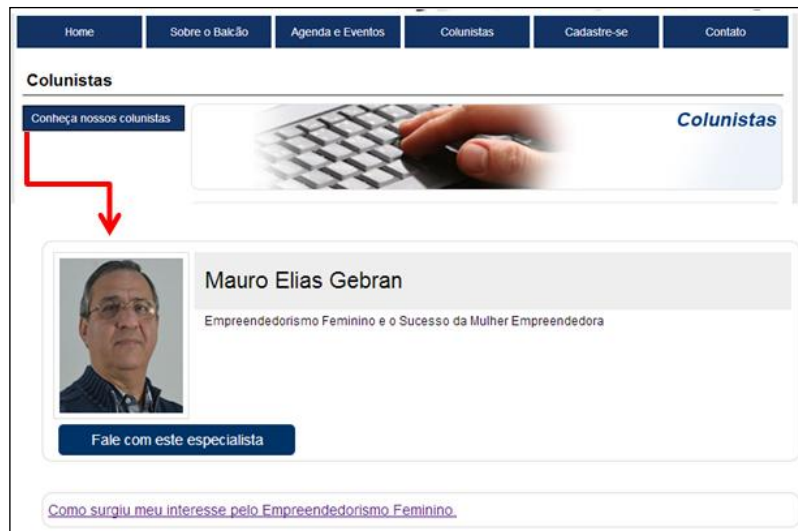 Home
Sobre o Balcão
Agenda e Eventos
Colunistas
Cadastre-se
Contato
Colunistas
Conheça nossos colunistas
Colunistas
Mauro Elias Gebran
Empreendedorismo Feminino e o Sucesso da Mulher Empreendedora
Fale com este especialista
Como surgiu meu interesse pelo Empreendedorismo Feminino